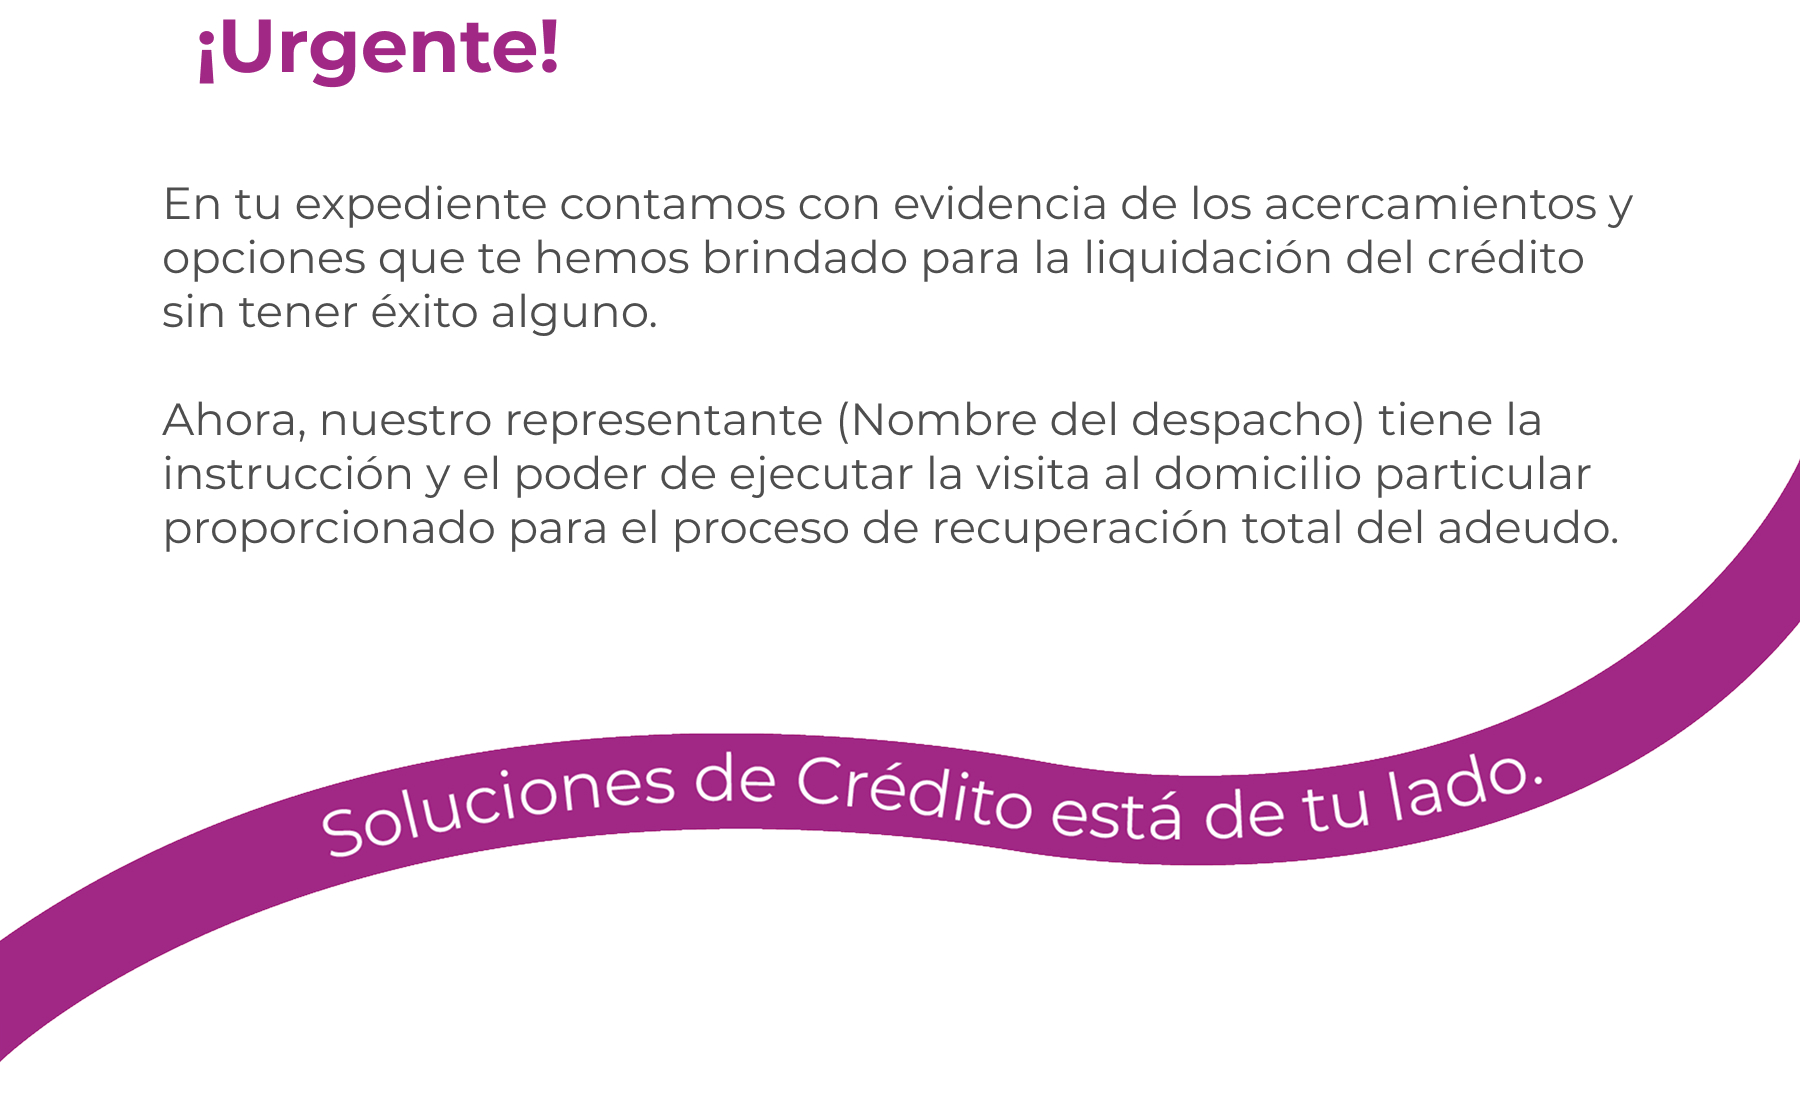 ¡Urgente!
En tu expediente contamos con evidencia de los acercamientos y
opciones que te hemos brindado para la liquidación del crédito
sin tener éxito alguno.
Ahora, nuestro representante (Nombre del despacho) tiene la
instrucción y el poder de ejecutar la visita al domicilio particular
proporcionado para el proceso de recuperación total del adeudo.
Soluciones de Crédito está de tu lado.